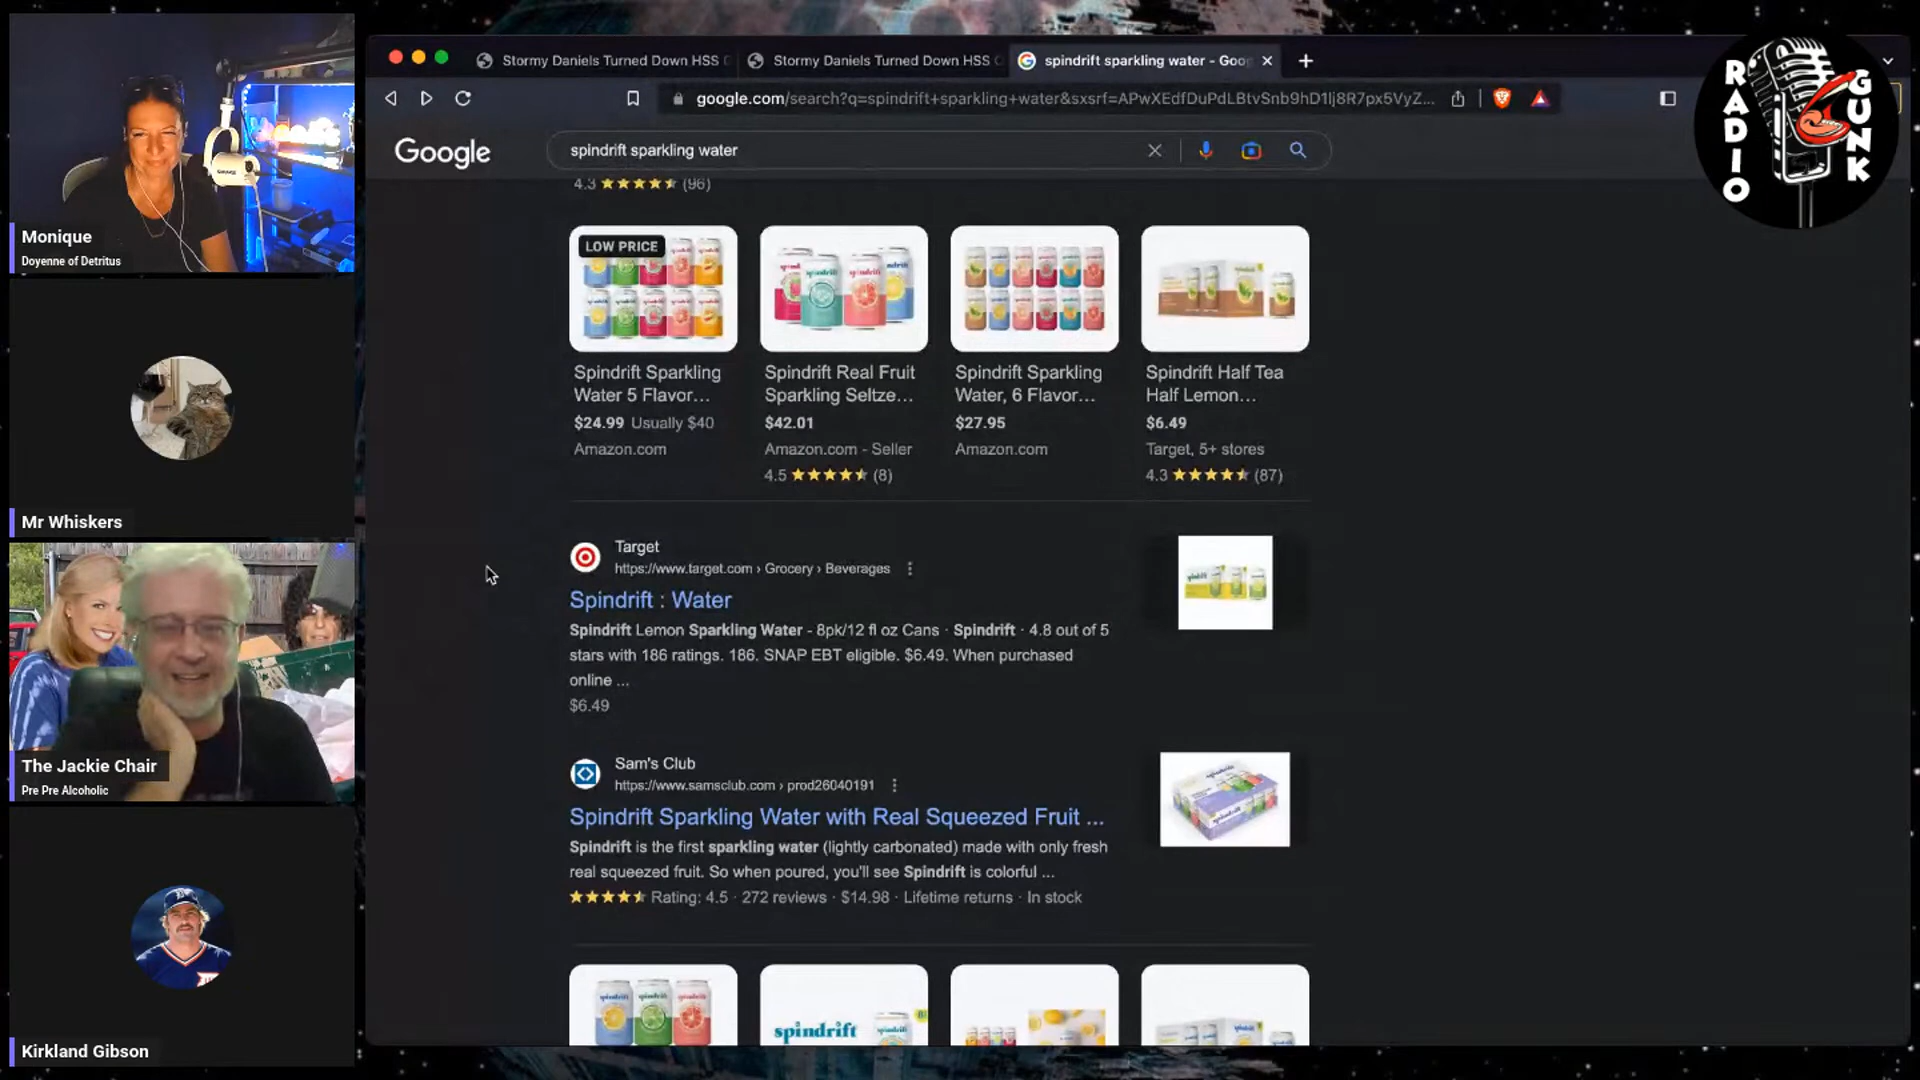 Stormy Daniels Turned Down HSS
Stormy Daniels Turned Down HSS
spindrift sparkling water - Goo
google.com/search?q=spindrift+sparkling+water&sxsrf=APwXEdfDuPdLBtvSnb9hD1lj8R7px5VyZ...
RADIO
GUNK
Google
spindrift sparkling water
4.3 (96)
LOW PRICE
Spindrift Sparkling
Water 5 Flavor...
$24.99 Usually $40
Amazon.com
Spindrift Real Fruit
Sparkling Seltze...
$42.01
Amazon.com - Seller
4.5 (8)
Spindrift Sparkling
Water, 6 Flavor...
$27.95
Amazon.com
Spindrift Half Tea
Half Lemon...
$6.49
Target, 5+ stores
4.3 (87)
Target
https://www.target.com › Grocery › Beverages
Spindrift : Water
Spindrift Lemon Sparkling Water - 8pk/12 fl oz Cans · Spindrift · 4.8 out of 5
stars with 186 ratings. 186. SNAP EBT eligible. $6.49. When purchased
online ...
$6.49
Sam's Club
https://www.samsclub.com › prod26040191
Spindrift Sparkling Water with Real Squeezed Fruit ...
Spindrift is the first sparkling water (lightly carbonated) made with only fresh
real squeezed fruit. So when poured, you'll see Spindrift is colorful ...
Rating: 4.5 · 272 reviews · $14.98 · Lifetime returns · In stock
spindrift
Monique
Doyenne of Detritus
Mr Whiskers
The Jackie Chair
Pre Pre Alcoholic
Kirkland Gibson